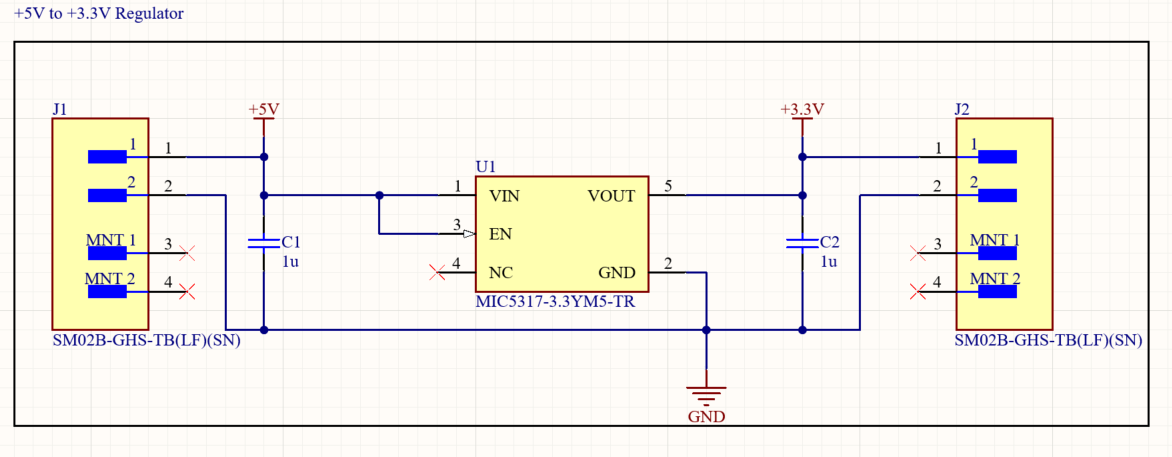 +5V to +3.3V Regulator
J1
+5V
+3.3V
J2
1
1
1
1
2
2
2
2
U1
1
VIN
VOUT
5
3
EN
4
NC
GND
2
MNT 1
3
C1
1u
C2
1u
3
MNT 1
MNT 2
4
4
MNT 2
MIC5317-3.3YM5-TR
SM02B-GHS-TB(LF)(SN)
SM02B-GHS-TB(LF)(SN)
GND